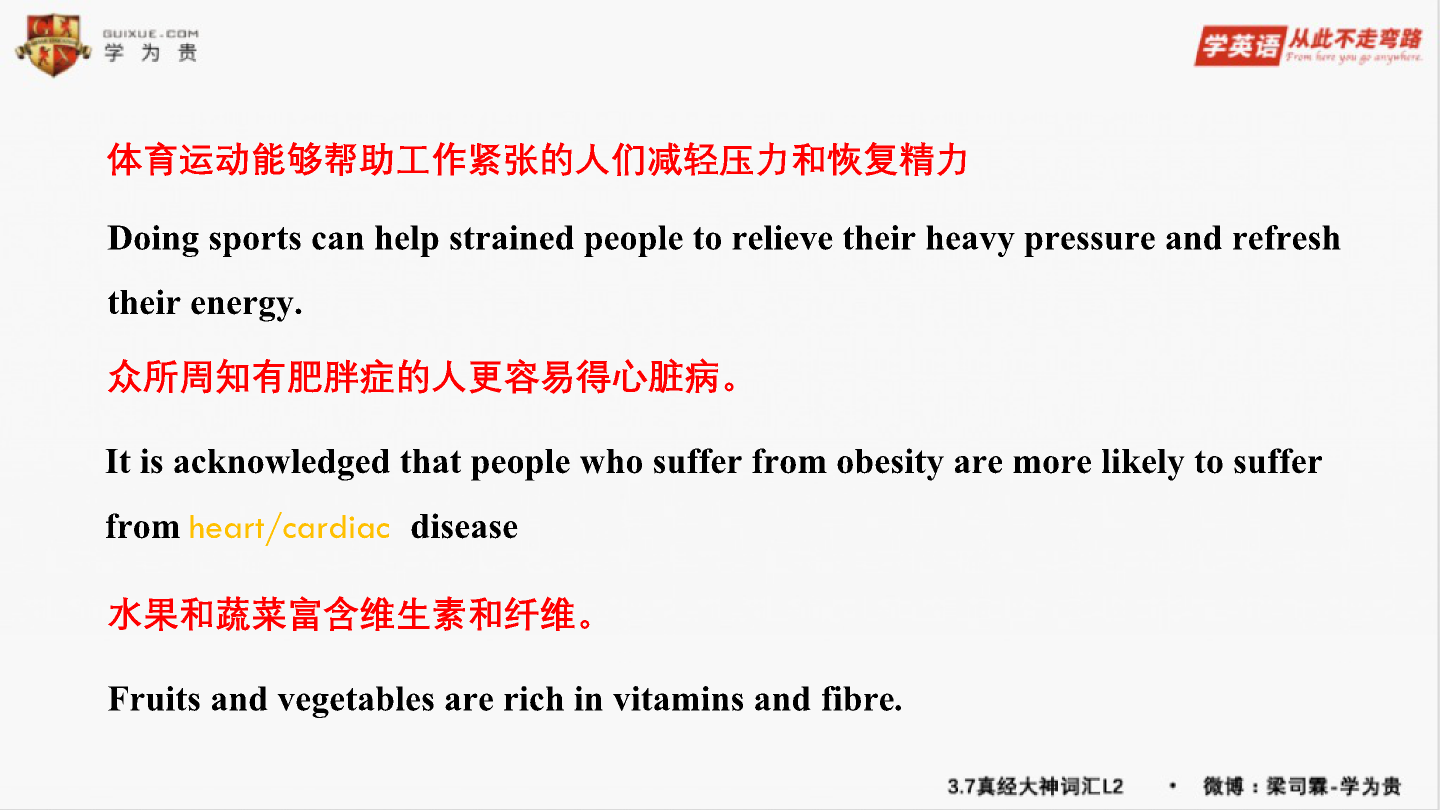 GUIXUE.COM
学为贵
学英语 从此不走弯路
From here you go anywhere.
体育运动能够帮助工作紧张的人们减轻压力和恢复精力
Doing sports can help strained people to relieve their heavy pressure and refresh
their energy.
众所周知有肥胖症的人更容易得心脏病。
It is acknowledged that people who suffer from obesity are more likely to suffer
from heart/cardiac disease
水果和蔬菜富含维生素和纤维。
Fruits and vegetables are rich in vitamins and fibre.
3.7真经大神词汇L2 • 微博：梁司霖-学为贵